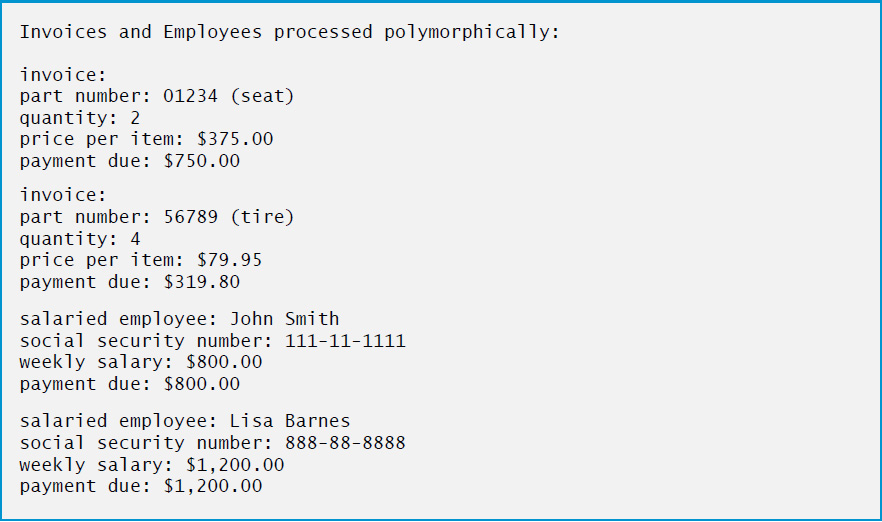 Invoices and Employees processed polymorphically:
invoice:
part number: 01234 (seat)
quantity: 2
price per item: $375.00
payment due: $750.00
invoice:
part number: 56789 (tire)
quantity: 4
price per item: $79.95
payment due: $319.80
salaried employee: John Smith
social security number: 111-11-1111
weekly salary: $800.00
payment due: $800.00
salaried employee: Lisa Barnes
social security number: 888-88-8888
weekly salary: $1,200.00
payment due: $1,200.00